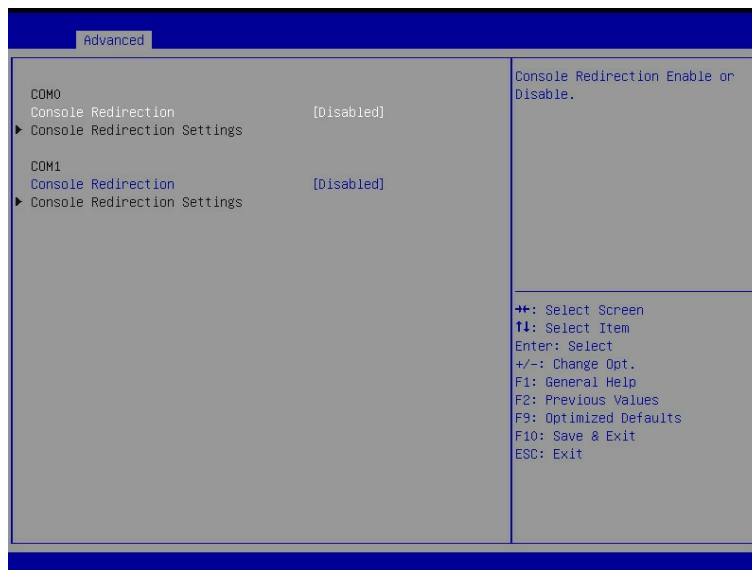 Advanced
COM0
Console Redirection [Disabled]
▶ Console Redirection Settings
COM1
Console Redirection [Disabled]
▶ Console Redirection Settings
Console Redirection Enable or
Disable.
→←: Select Screen
↑↓: Select Item
Enter: Select
+/-: Change Opt.
F1: General Help
F2: Previous Values
F9: Optimized Defaults
F10: Save & Exit
ESC: Exit